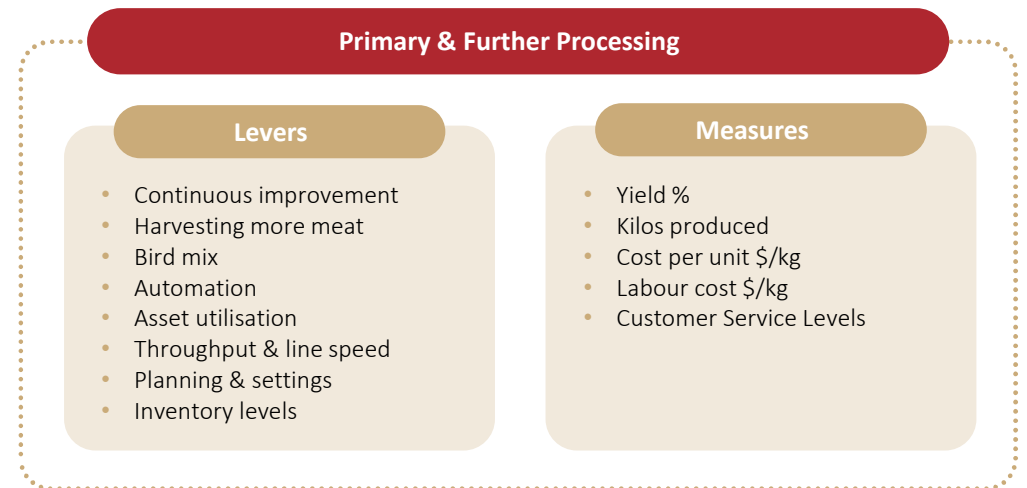 Primary & Further Processing
Levers
• Continuous improvement
• Harvesting more meat
• Bird mix
• Automation
• Asset utilisation
• Throughput & line speed
• Planning & settings
• Inventory levels
Measures
• Yield %
• Kilos produced
• Cost per unit $/kg
• Labour cost $/kg
• Customer Service Levels